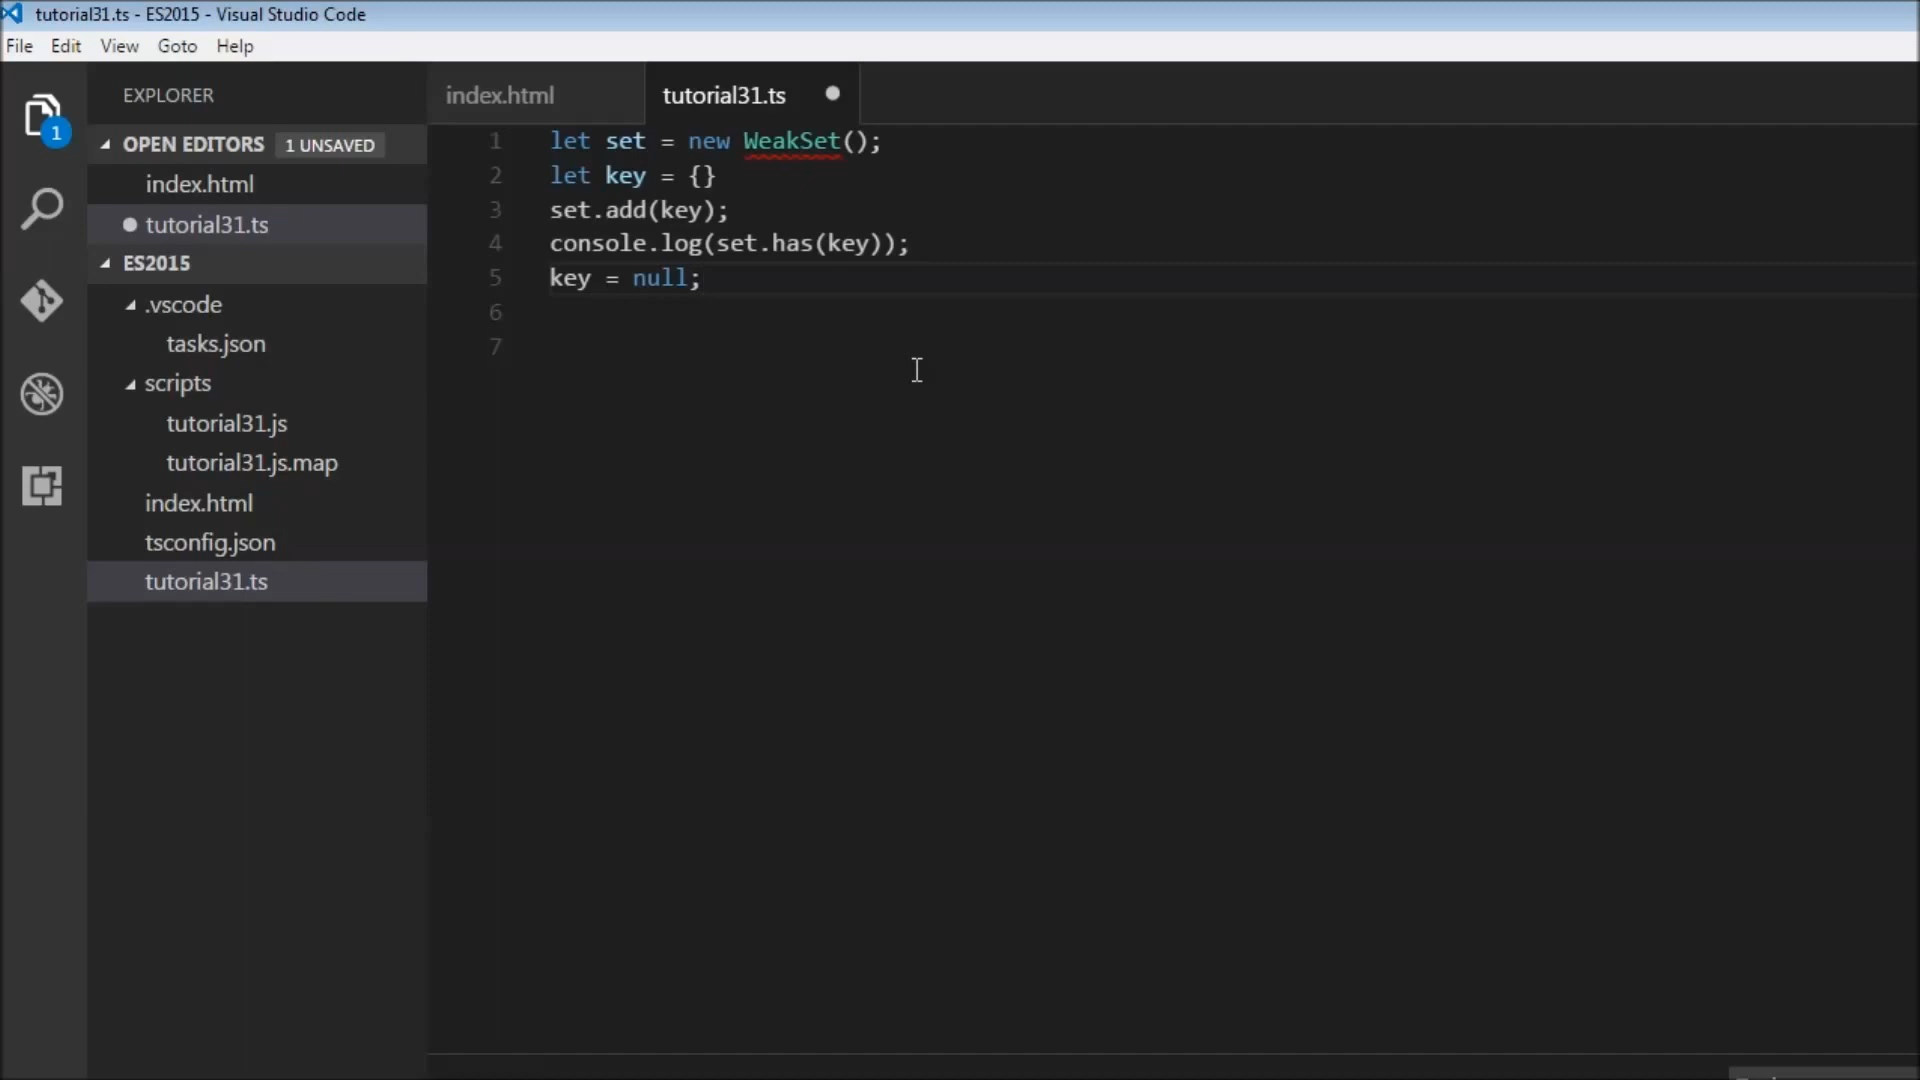 tutorial31.ts - ES2015 - Visual Studio Code
File Edit View Goto Help
EXPLORER
1
OPEN EDITORS 1 UNSAVED
index.html
tutorial31.ts
ES2015
.vscode
tasks.json
scripts
tutorial31.js
tutorial31.js.map
index.html
tsconfig.json
tutorial31.ts
index.html tutorial31.ts
1 let set = new WeakSet();
2 let key = {}
3 set.add(key);
4 console.log(set.has(key));
5 key = null;
6
7